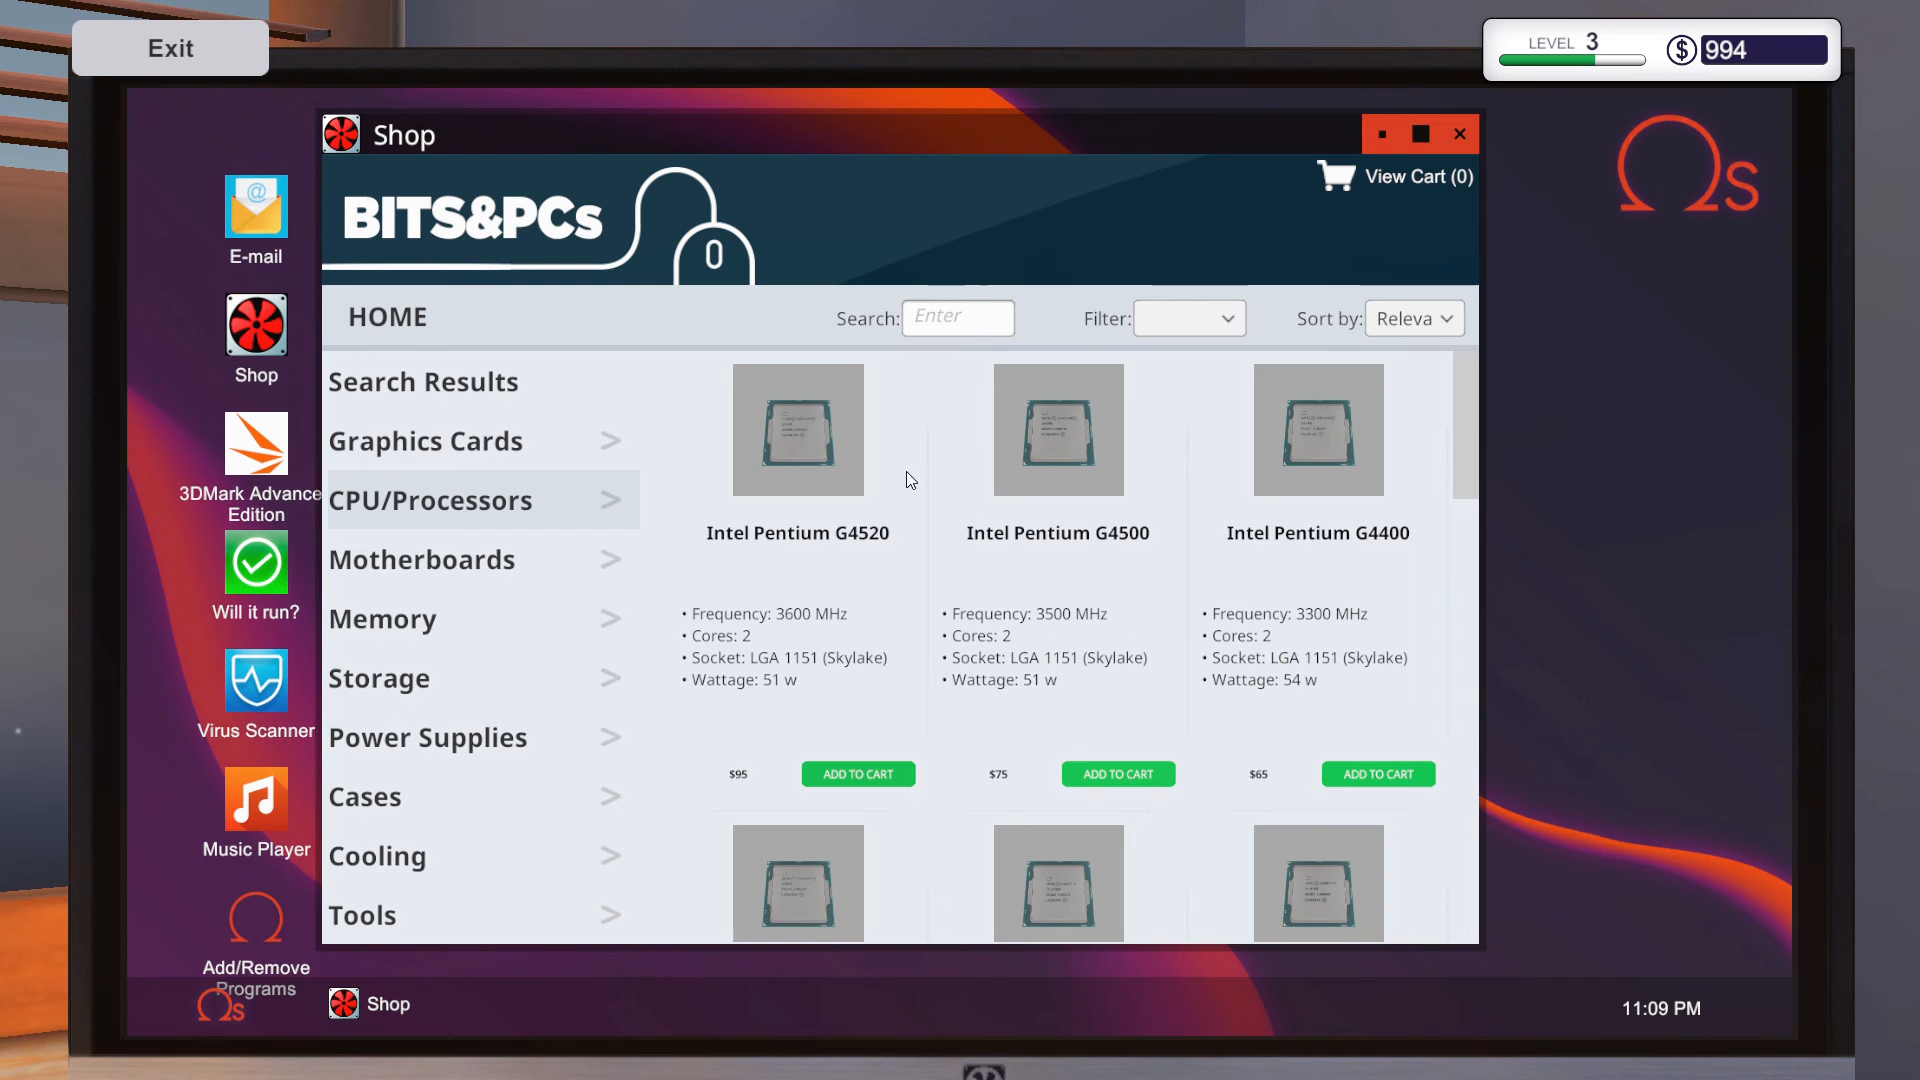 Exit
LEVEL 3
$ 994
Shop
View Cart (0)
BITS&PCs
HOME
Search: Enter
Filter:
Sort by: Releva
Search Results
Graphics Cards >
CPU/Processors >
Motherboards >
Memory >
Storage >
Power Supplies >
Cases >
Cooling >
Tools >
Intel Pentium G4520
• Frequency: 3600 MHz
• Cores: 2
• Socket: LGA 1151 (Skylake)
• Wattage: 51 w
$95
ADD TO CART
Intel Pentium G4500
• Frequency: 3500 MHz
• Cores: 2
• Socket: LGA 1151 (Skylake)
• Wattage: 51 w
$75
ADD TO CART
Intel Pentium G4400
• Frequency: 3300 MHz
• Cores: 2
• Socket: LGA 1151 (Skylake)
• Wattage: 54 w
$65
ADD TO CART
E-mail
Shop
3DMark Advance
Edition
Will it run?
Virus Scanner
Music Player
Add/Remove
Programs
Ωs
Ωs
Shop
11:09 PM